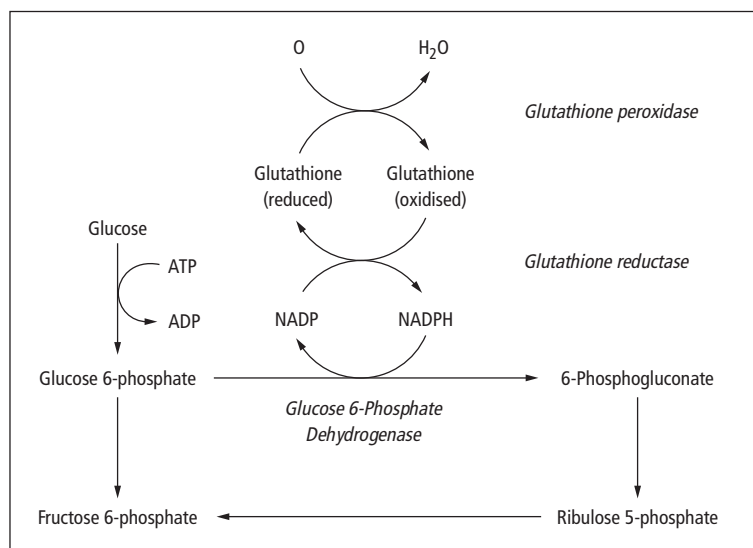 O H₂O
Glutathione peroxidase
Glutathione Glutathione
(reduced) (oxidised)
Glucose
Glutathione reductase
ATP
ADP NADP NADPH
Glucose 6-phosphate 6-Phosphogluconate
Glucose 6-Phosphate
Dehydrogenase
Fructose 6-phosphate Ribulose 5-phosphate